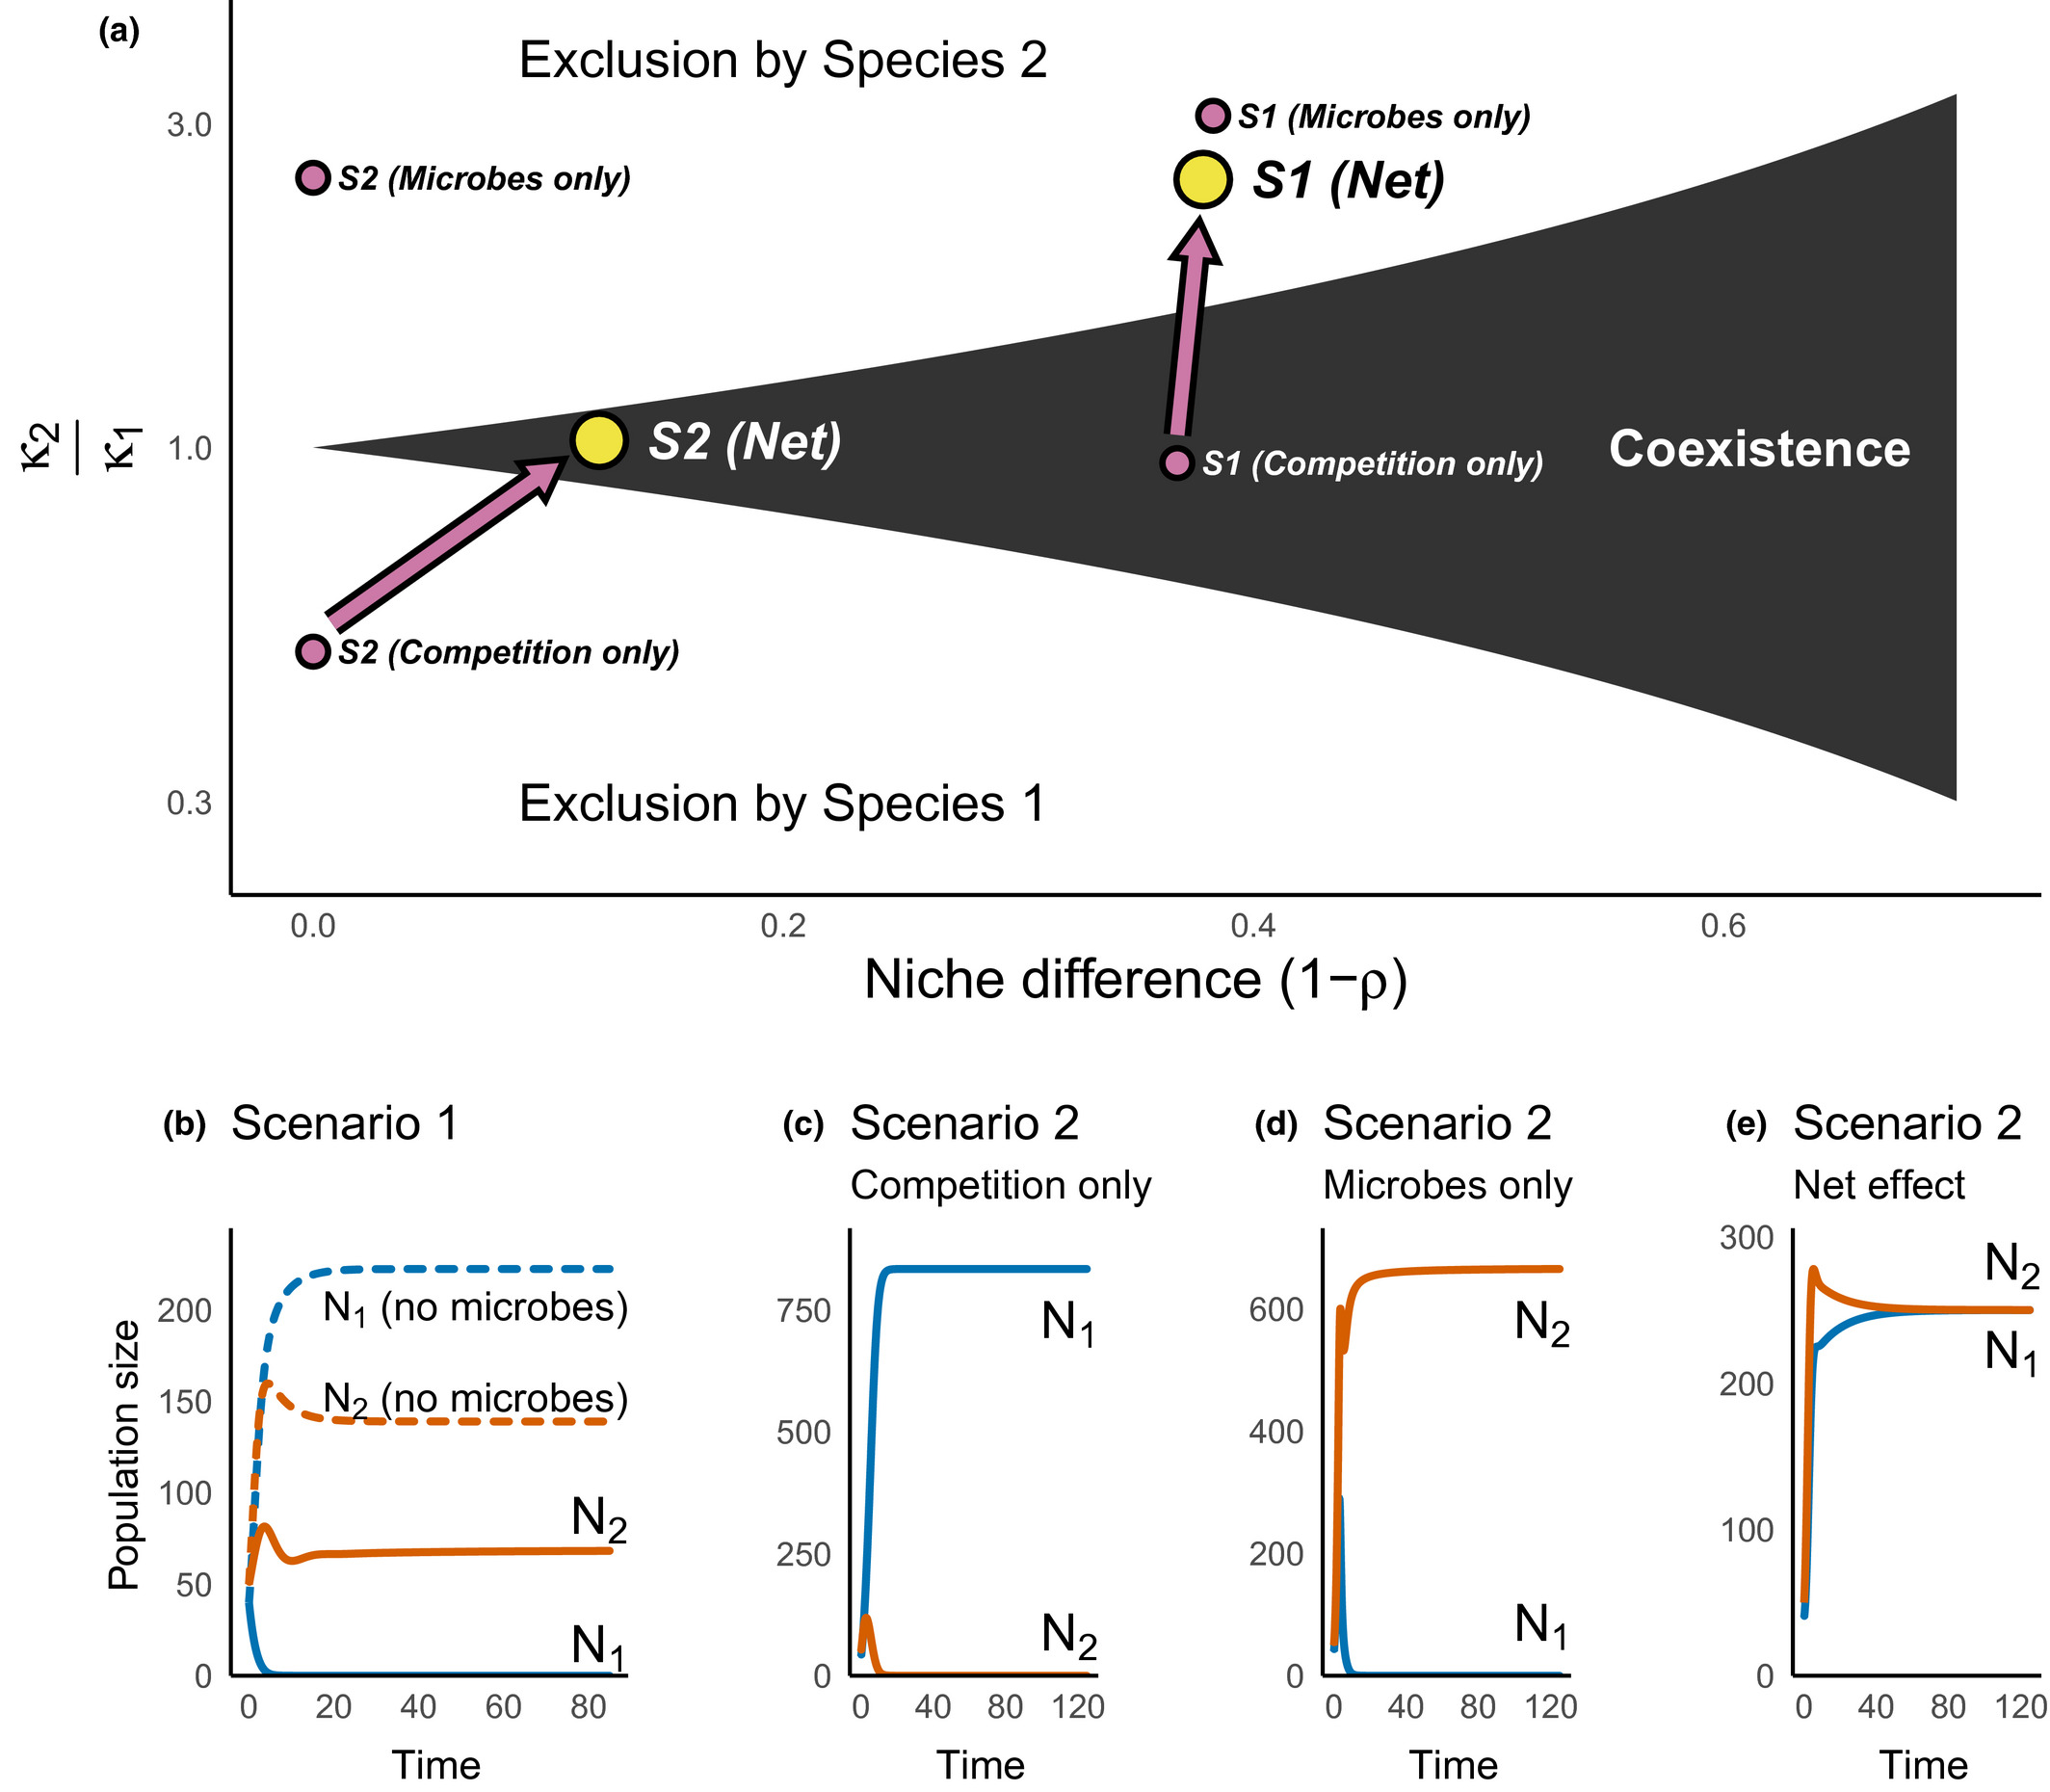 (a)
Exclusion by Species 2
3.0
S1 (Microbes only)
S2 (Microbes only)
S1 (Net)
κ2
κ1
1.0
S2 (Net)
Coexistence
S1 (Competition only)
S2 (Competition only)
0.3
Exclusion by Species 1
0.0 0.2 0.4 0.6
Niche difference (1−ρ)
(b) Scenario 1
Population size
200
150
100
50
0
N1 (no microbes)
N2 (no microbes)
N2
N1
0 20 40 60 80
Time
(c) Scenario 2
Competition only
750
500
250
0
N1
N2
0 40 80 120
Time
(d) Scenario 2
Microbes only
600
400
200
0
N2
N1
0 40 80 120
Time
(e) Scenario 2
Net effect
300
200
100
0
N2
N1
0 40 80 120
Time